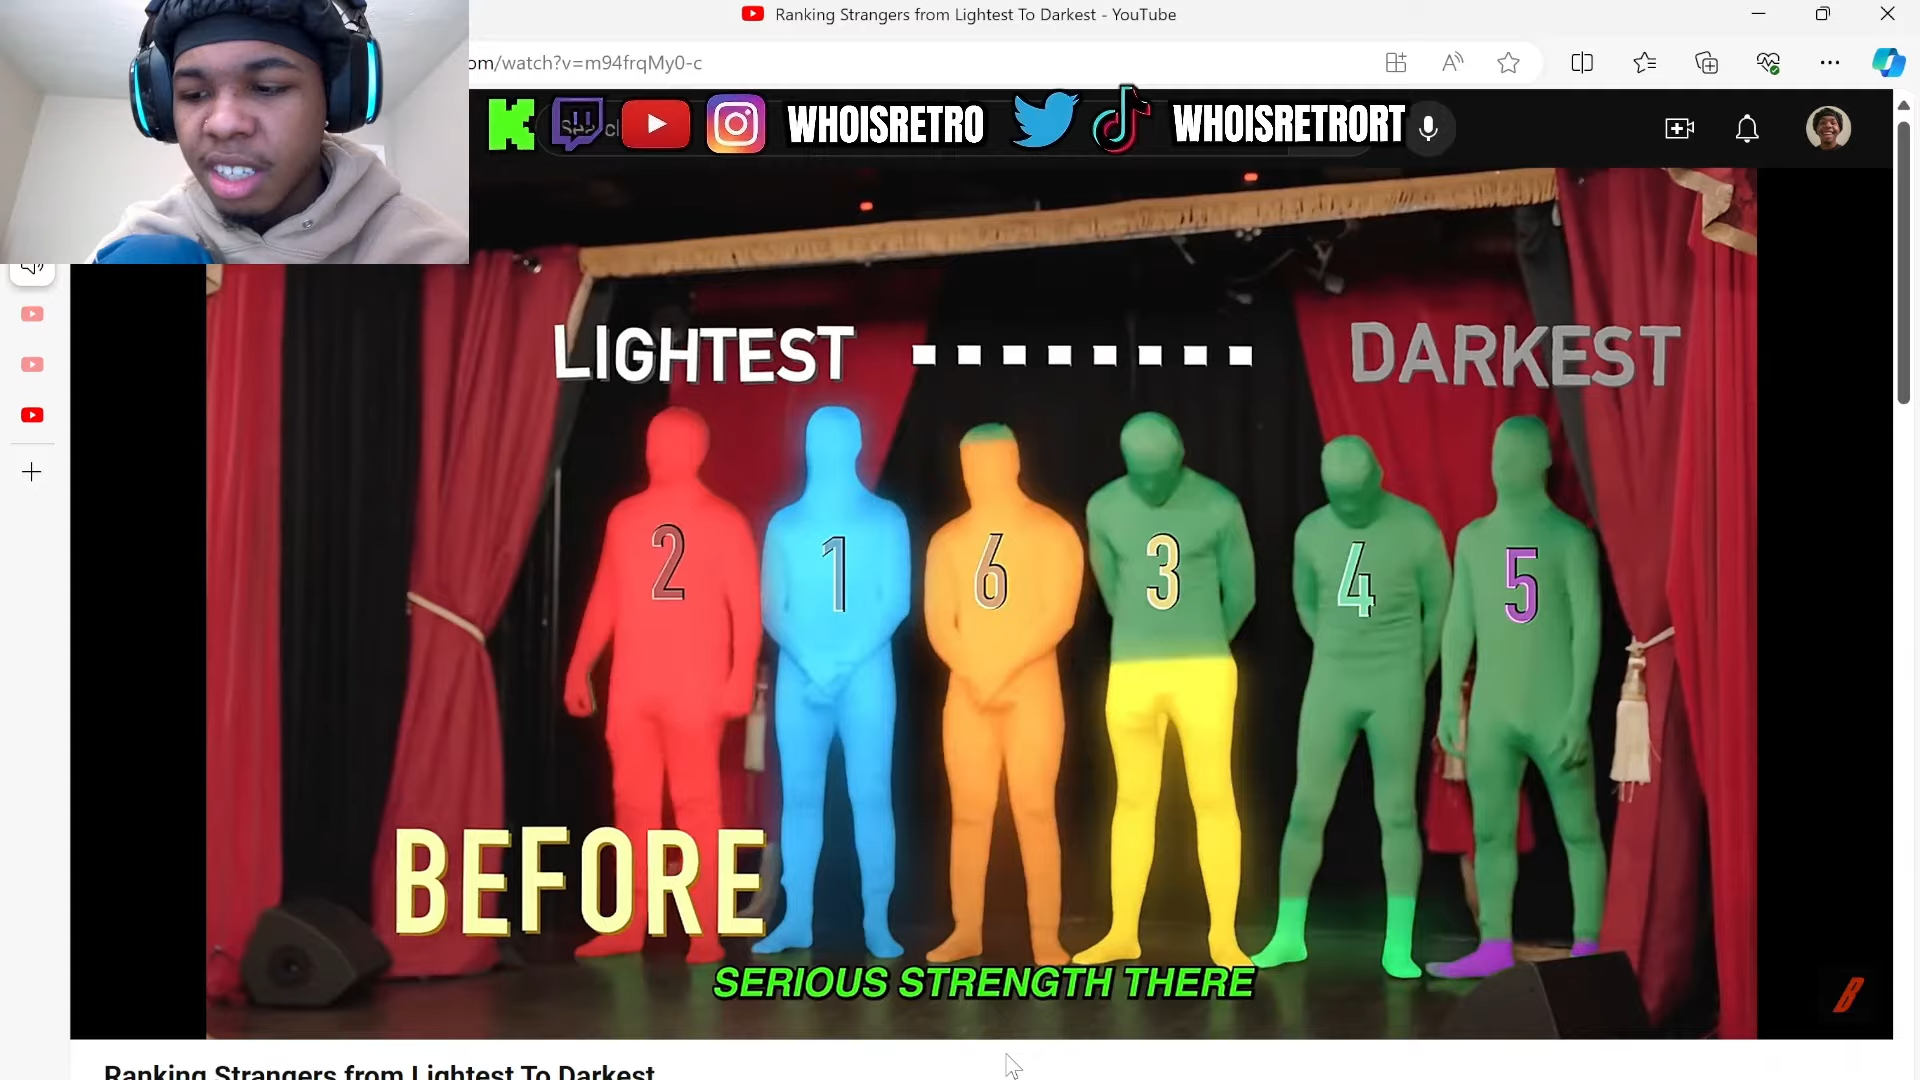 Ranking Strangers from Lightest To Darkest - YouTube
om/watch?v=m94frqMy0-c
WHOISRETRO
WHOISRETRORT
LIGHTEST
DARKEST
2
1
6
3
4
5
BEFORE
SERIOUS STRENGTH THERE
B
Ranking Strangers from Lightest To Darkest